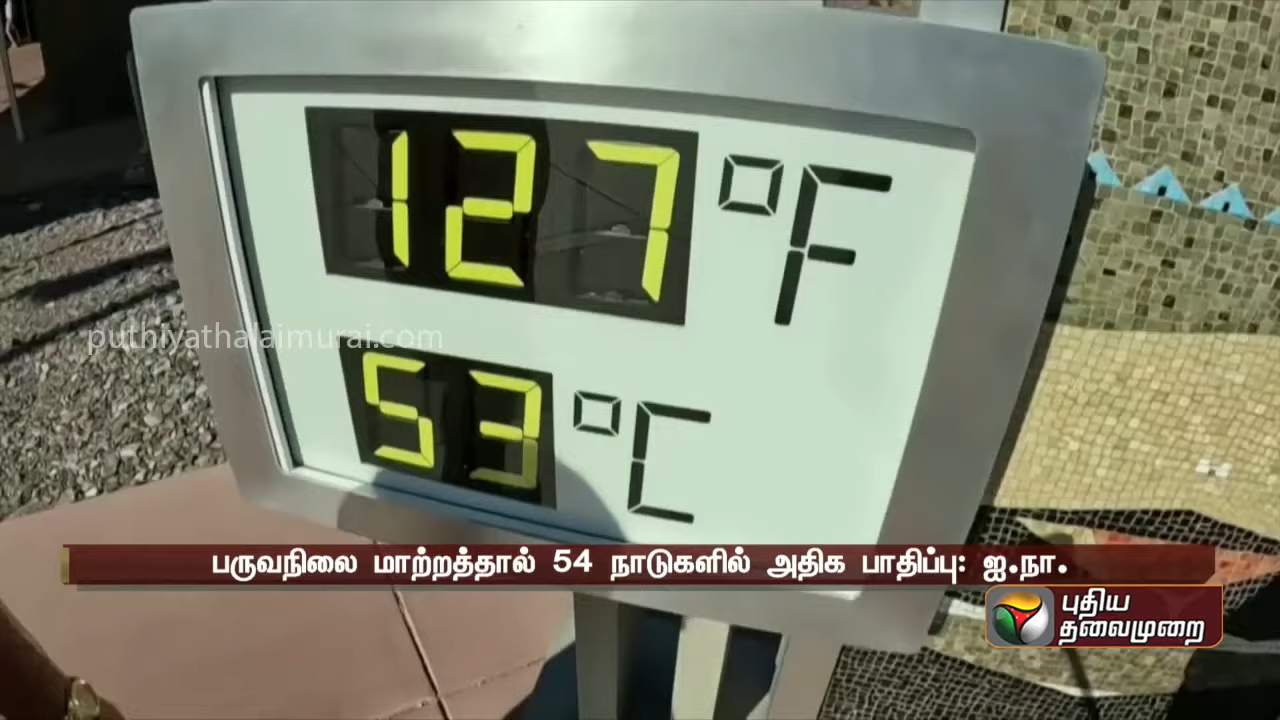 127 °F
puthiyathalaimurai.com
53 °C
பருவநிலை மாற்றத்தால் 54 நாடுகளில் அதிக பாதிப்பு: ஐ.நா.
புதிய
தலைமுறை